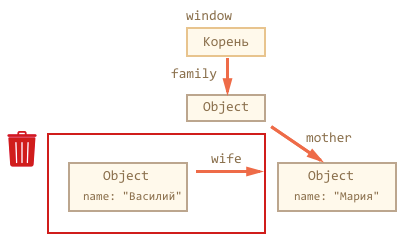 window
Корень
family
Object
mother
wife
Object
name: "Василий"
Object
name: "Мария"